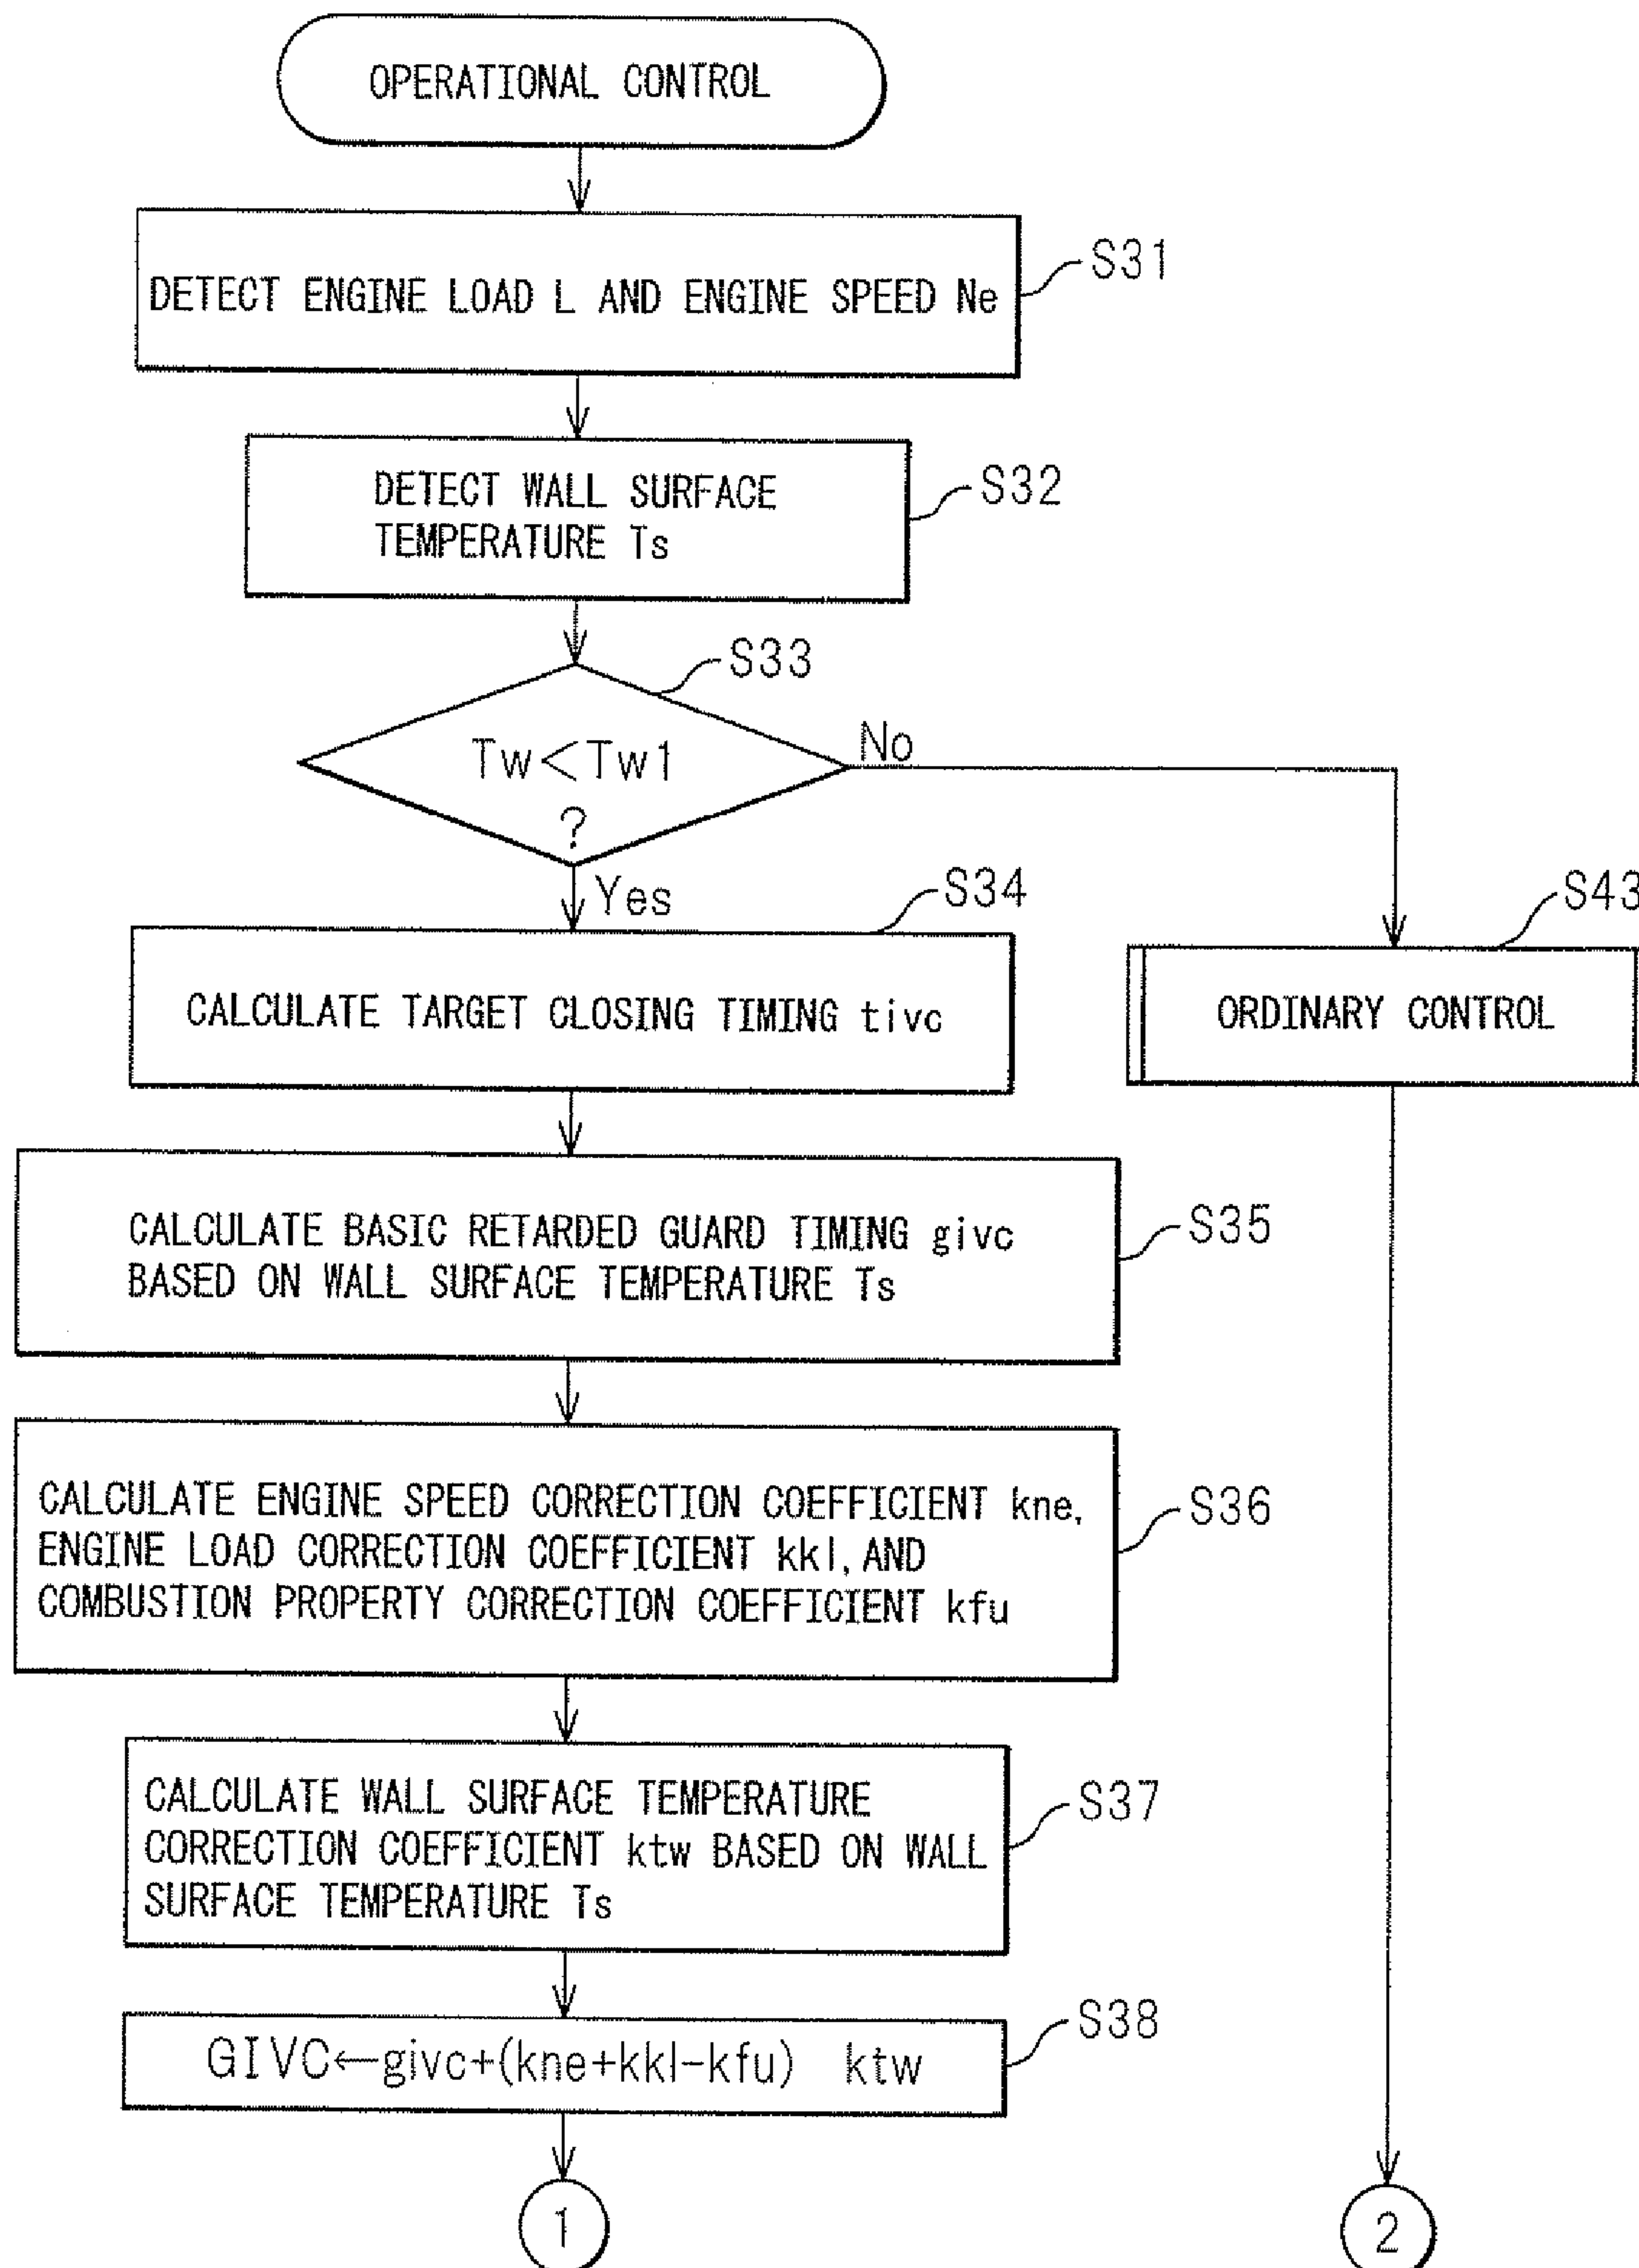 OPERATIONAL CONTROL
DETECT ENGINE LOAD L AND ENGINE SPEED Ne
S31
DETECT WALL SURFACE
TEMPERATURE Ts
S32
S33
Tw<Tw1
?
No
Yes
S34
CALCULATE TARGET CLOSING TIMING tivc
S43
ORDINARY CONTROL
CALCULATE BASIC RETARDED GUARD TIMING givc
BASED ON WALL SURFACE TEMPERATURE Ts
S35
CALCULATE ENGINE SPEED CORRECTION COEFFICIENT kne,
ENGINE LOAD CORRECTION COEFFICIENT kkl, AND
COMBUSTION PROPERTY CORRECTION COEFFICIENT kfu
S36
CALCULATE WALL SURFACE TEMPERATURE
CORRECTION COEFFICIENT ktw BASED ON WALL
SURFACE TEMPERATURE Ts
S37
GIVC←givc+(kne+kkl-kfu) ktw
S38
1
2